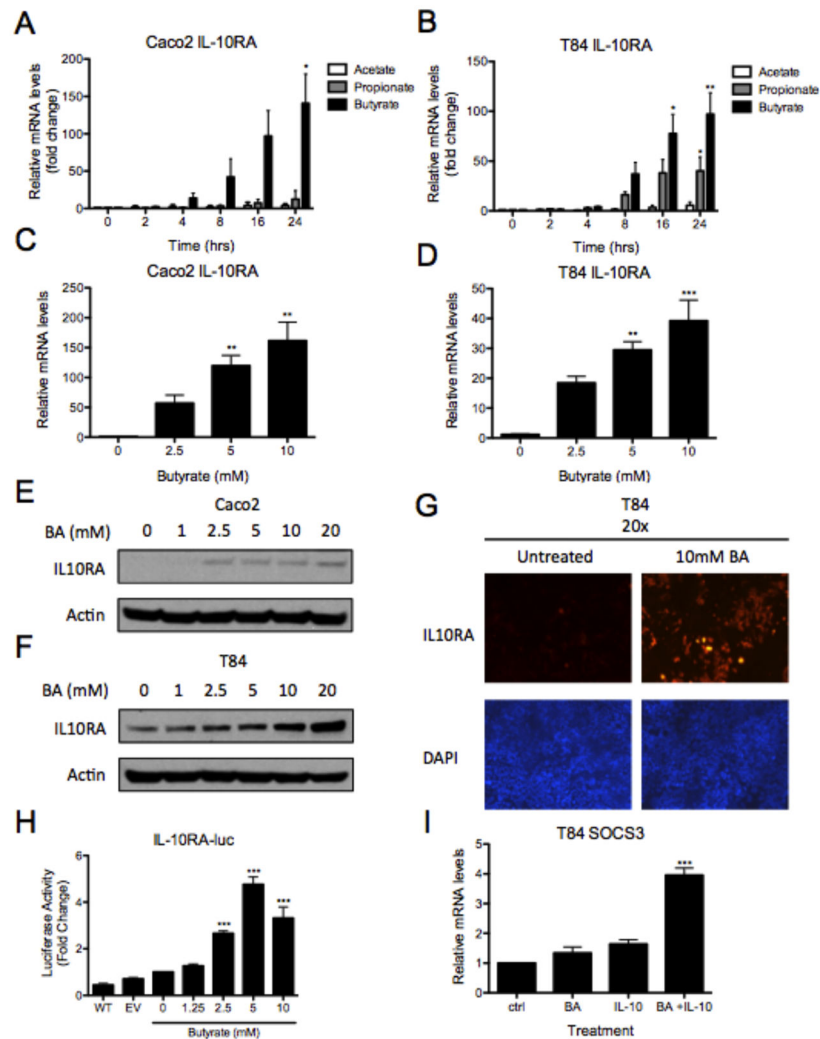 A
Caco2 IL-10RA
Relative mRNA levels
(fold change)
200
150
100
50
0
*
Acetate
Propionate
Butyrate
0 2 4 8 16 24
Time (hrs)
B
T84 IL-10RA
Relative mRNA levels
(fold change)
150
100
50
0
* * **
Acetate
Propionate
Butyrate
0 2 4 8 16 24
Time (hrs)
C
Caco2 IL-10RA
Relative mRNA levels
250
200
150
100
50
0
** **
0 2.5 5 10
Butyrate (mM)
D
T84 IL-10RA
Relative mRNA levels
50
40
30
20
10
0
** ***
0 2.5 5 10
Butyrate (mM)
E
Caco2
BA (mM) 0 1 2.5 5 10 20
IL10RA
Actin
F
T84
BA (mM) 0 1 2.5 5 10 20
IL10RA
Actin
G
T84
20x
Untreated 10mM BA
IL10RA
DAPI
H
IL-10RA-luc
Luciferase Activity
(Fold Change)
6
4
2
0
*** *** ***
WT EV 0 1.25 2.5 5 10
Butyrate (mM)
I
T84 SOCS3
Relative mRNA levels
5
4
3
2
1
0
***
ctrl BA IL-10 BA +IL-10
Treatment